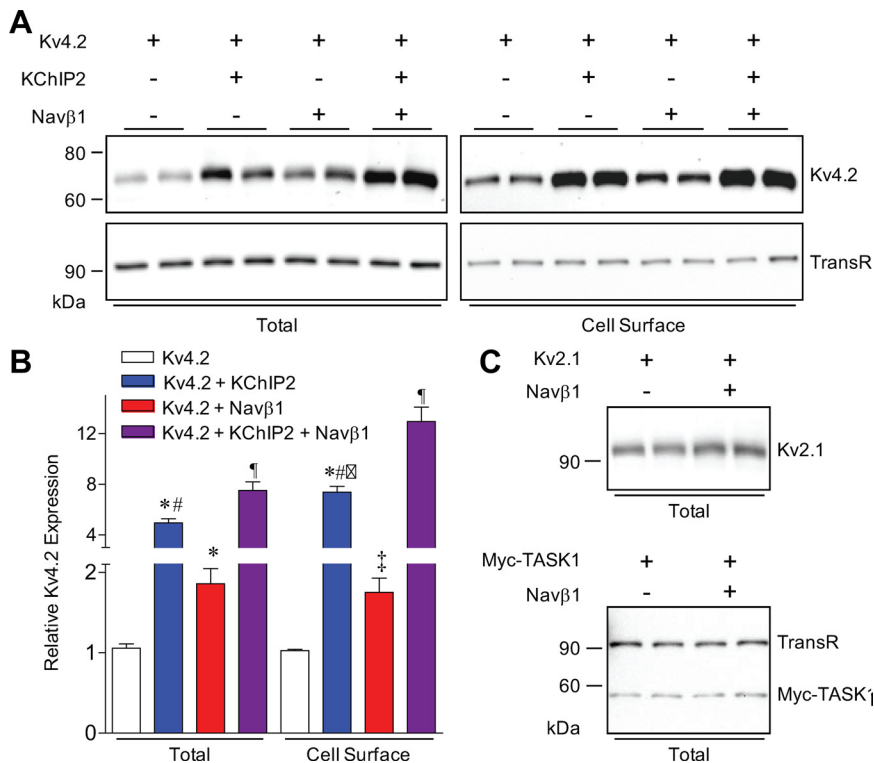 A
Kv4.2 + + + + + + + +
KChIP2 - + - + - + - +
Navβ1 - - + + - - + +
80
60
Kv4.2
90
TransR
kDa
Total Cell Surface
B
Kv4.2
Kv4.2 + KChIP2
Kv4.2 + Navβ1
Kv4.2 + KChIP2 + Navβ1
Relative Kv4.2 Expression
12
8
4
2
1
0
*#
*
¶
*#
‡
¶
Total Cell Surface
C
Kv2.1 + +
Navβ1 - +
90
Kv2.1
Total
Myc-TASK1 + +
Navβ1 - +
90
TransR
60
Myc-TASK1
kDa
Total